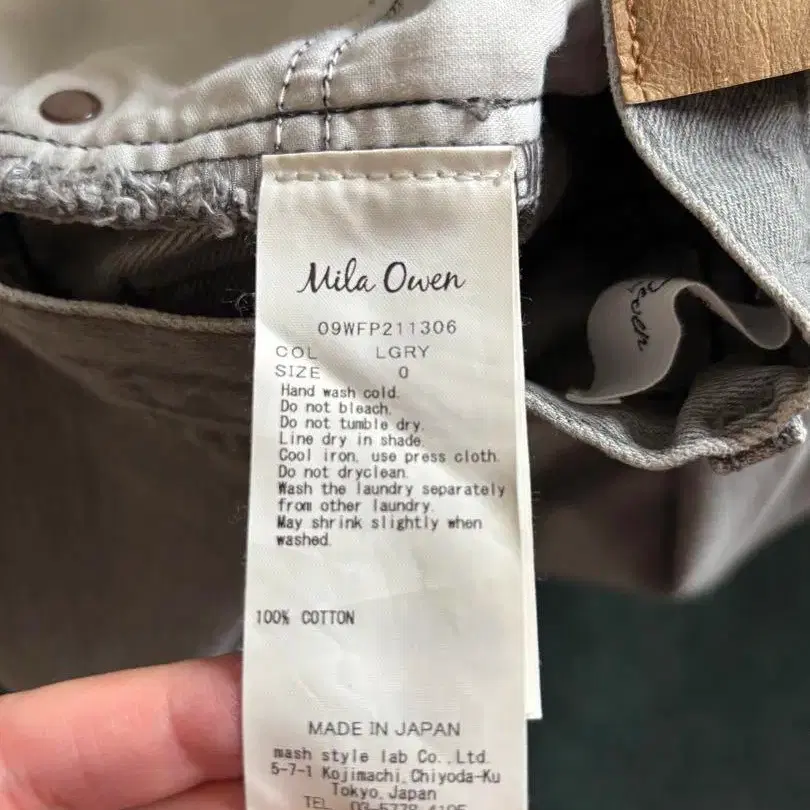 Mila Owen
09WFP211306
COL LGRY
SIZE 0
Hand wash cold.
Do not bleach.
Do not tumble dry.
Line dry in shade.
Cool iron, use press cloth.
Do not dryclean.
Wash the laundry separately
from other laundry.
May shrink slightly when
washed.
100% COTTON
MADE IN JAPAN
mash style lab Co.,Ltd.
5-7-1 Kojimachi,Chiyoda-Ku
Tokyo,Japan
TEL